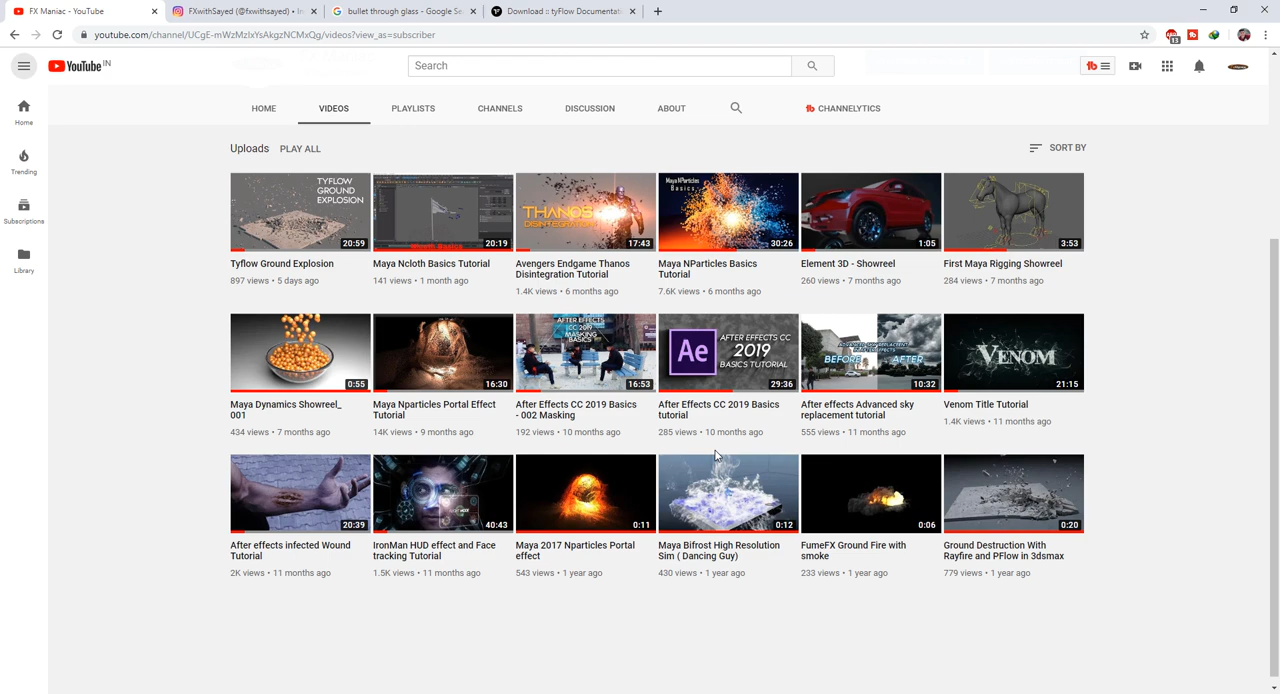 FX Maniac - YouTube
FXwithSayed (@fxwithsayed) • In
bullet through glass - Google Se
Download :: tyFlow Documentat
youtube.com/channel/UCgE-mWzMzlxYsAkgzNCMxQg/videos?view_as=subscriber
13
YouTube IN
Search
HOME
VIDEOS
PLAYLISTS
CHANNELS
DISCUSSION
ABOUT
CHANNELYTICS
Home
Trending
Subscriptions
Library
Uploads PLAY ALL
SORT BY
TYFLOW
GROUND
EXPLOSION
20:59
20:19
THANOS
DISINTEGRATION
17:43
Maya NParticles
Basics
30:26
1:05
3:53
Tyflow Ground Explosion
897 views • 5 days ago
Maya Ncloth Basics Tutorial
141 views • 1 month ago
Avengers Endgame Thanos
Disintegration Tutorial
1.4K views • 6 months ago
Maya NParticles Basics
Tutorial
7.6K views • 6 months ago
Element 3D - Showreel
260 views • 7 months ago
First Maya Rigging Showreel
284 views • 7 months ago
0:55
16:30
AFTER EFFECTS
CC 2019
MASKING
BASICS
16:53
Ae
AFTER EFFECTS CC
2019
BASICS TUTORIAL
29:36
BEFORE
AFTER
10:32
VENOM
21:15
Maya Dynamics Showreel_
001
434 views • 7 months ago
Maya Nparticles Portal Effect
Tutorial
14K views • 9 months ago
After Effects CC 2019 Basics
- 002 Masking
192 views • 10 months ago
After Effects CC 2019 Basics
tutorial
285 views • 10 months ago
After effects Advanced sky
replacement tutorial
555 views • 11 months ago
Venom Title Tutorial
1.4K views • 11 months ago
20:39
40:43
0:11
0:12
0:06
0:20
After effects infected Wound
Tutorial
2K views • 11 months ago
IronMan HUD effect and Face
tracking Tutorial
1.5K views • 11 months ago
Maya 2017 Nparticles Portal
effect
543 views • 1 year ago
Maya Bifrost High Resolution
Sim ( Dancing Guy)
430 views • 1 year ago
FumeFX Ground Fire with
smoke
233 views • 1 year ago
Ground Destruction With
Rayfire and PFlow in 3dsmax
779 views • 1 year ago